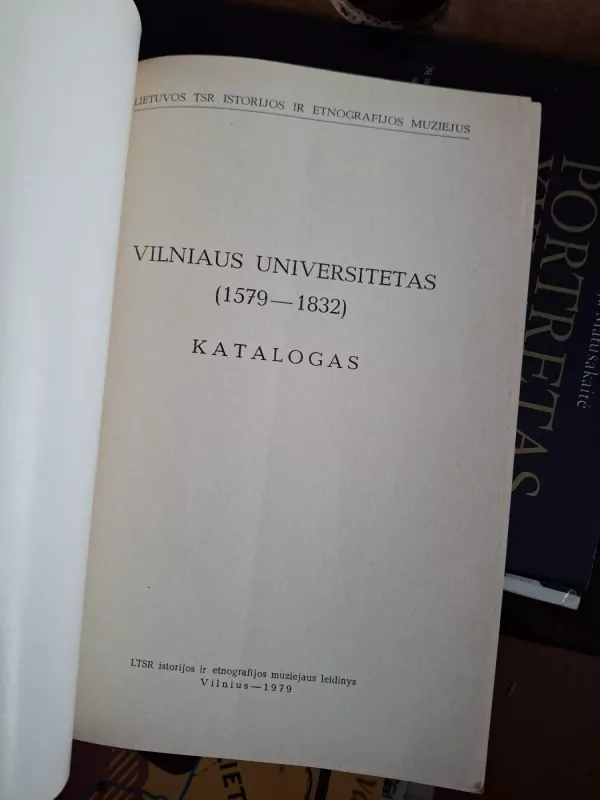 LIETUVOS TSR ISTORIJOS IR ETNOGRAFIJOS MUZIEJUS
VILNIAUS UNIVERSITETAS
(1579—1832)
KATALOGAS
LTSR istorijos ir etnografijos muziejaus leidinys
Vilnius—1979
PORTRETAS
Matušakaitė